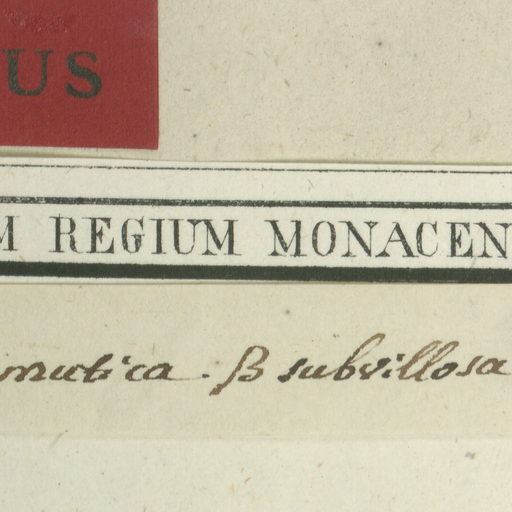 US
M REGIUM MONACEN
mutica. β subvillosa